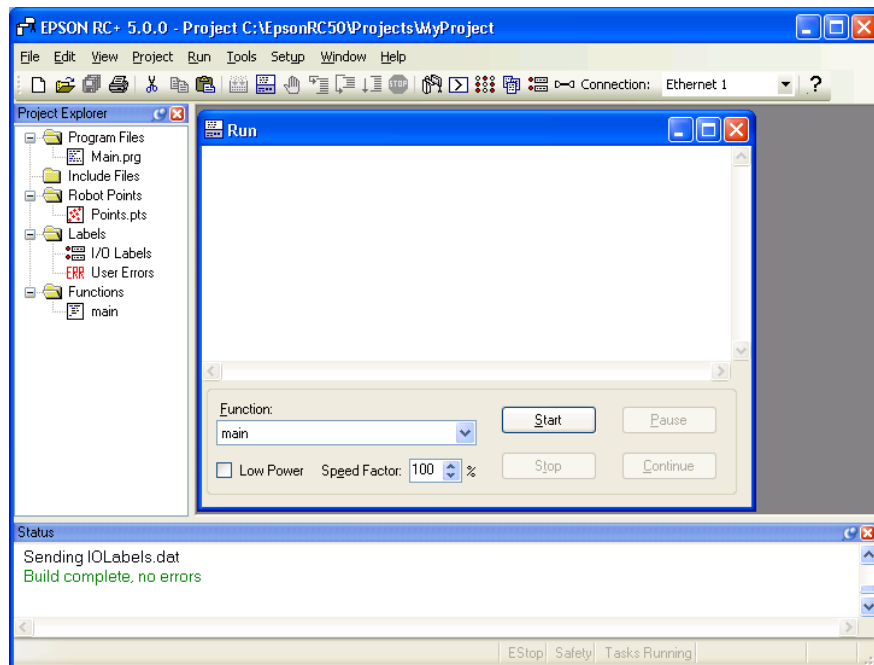 EPSON RC+ 5.0.0 - Project C:\EpsonRC50\Projects\MyProject
File Edit View Project Run Tools Setup Window Help
STOP Connection: Ethernet 1 ?
Project Explorer
Program Files
Main.prg
Include Files
Robot Points
Points.pts
Labels
I/O Labels
ERR User Errors
Functions
main
Run
Function:
main
Start Pause
Low Power Speed Factor: 100 %
Stop Continue
Status
Sending IOLabels.dat
Build complete, no errors
EStop Safety Tasks Running